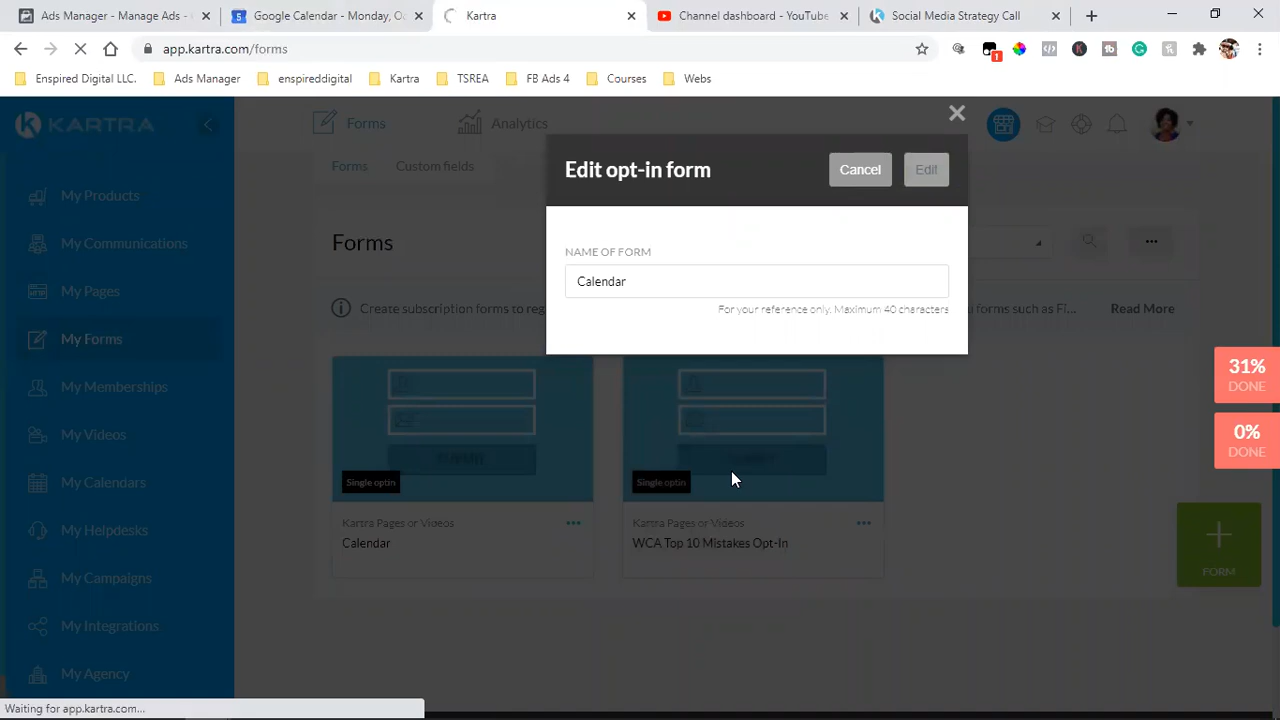 Ads Manager - Manage Ads -
Google Calendar - Monday, O
Kartra
Channel dashboard - YouTube
Social Media Strategy Call
app.kartra.com/forms
1
Enspired Digital LLC.
Ads Manager
enspireddigital
Kartra
TSREA
FB Ads 4
Courses
Webs
KARTRA
Forms
Analytics
Forms
Custom fields
Edit opt-in form
Cancel
Edit
My Products
My Communications
My Pages
My Forms
My Memberships
My Videos
My Calendars
My Helpdesks
My Campaigns
My Integrations
My Agency
Forms
NAME OF FORM
Calendar
For your reference only. Maximum 40 characters
Create subscription forms to reg
u forms such as Fi...
Read More
31%
DONE
0%
DONE
SUBMIT
Single optin
Single optin
Kartra Pages or Videos
Calendar
Kartra Pages or Videos
WCA Top 10 Mistakes Opt-In
FORM
Waiting for app.kartra.com...